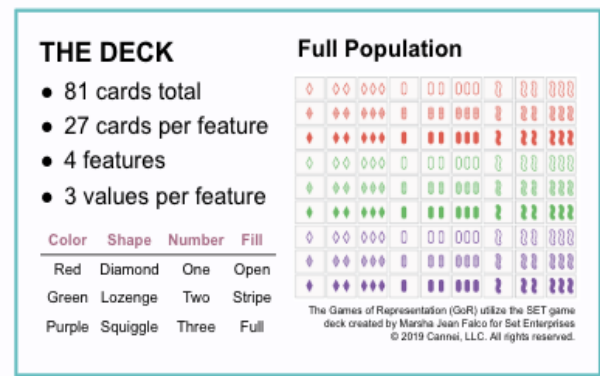 THE DECK
● 81 cards total
● 27 cards per feature
● 4 features
● 3 values per feature
Color Shape Number Fill
Red Diamond One Open
Green Lozenge Two Stripe
Purple Squiggle Three Full
Full Population
The Games of Representation (GoR) utilize the SET game
deck created by Marsha Jean Falco for Set Enterprises
© 2019 Cannei, LLC. All rights reserved.